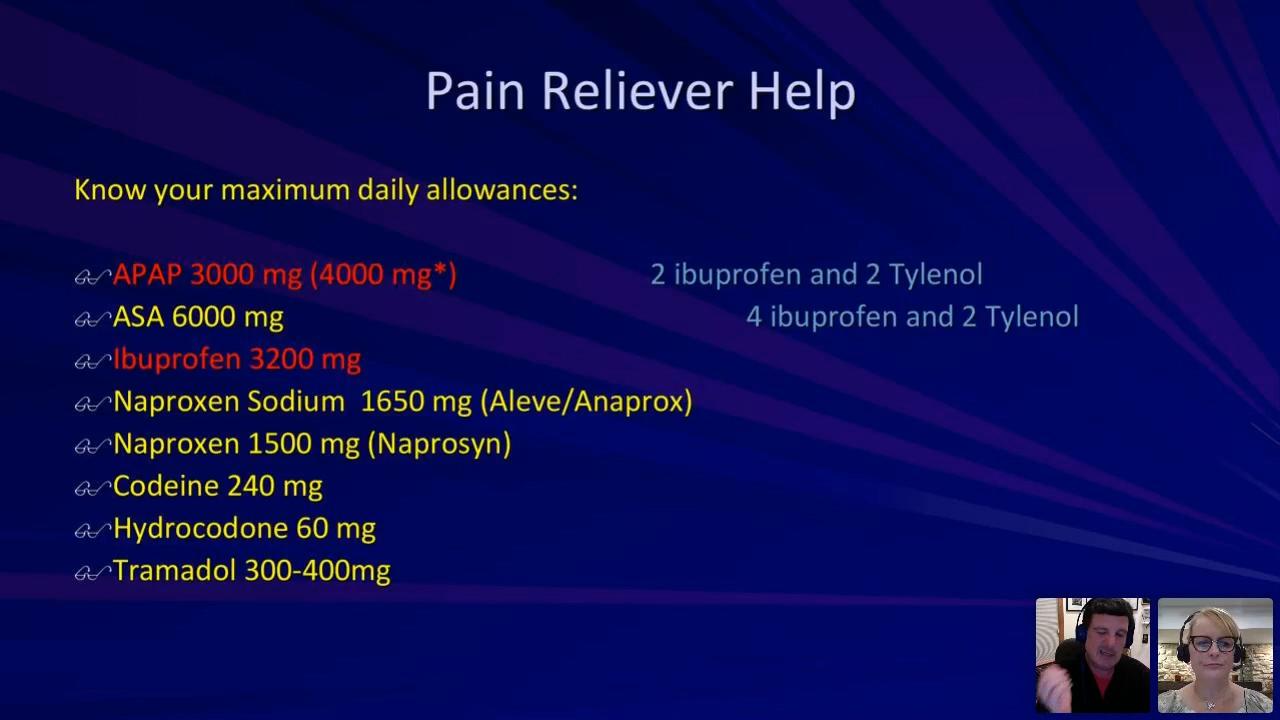 Pain Reliever Help
Know your maximum daily allowances:
APAP 3000 mg (4000 mg*)
2 ibuprofen and 2 Tylenol
ASA 6000 mg
4 ibuprofen and 2 Tylenol
Ibuprofen 3200 mg
Naproxen Sodium  1650 mg (Aleve/Anaprox)
Naproxen 1500 mg (Naprosyn)
Codeine 240 mg
Hydrocodone 60 mg
Tramadol 300-400mg